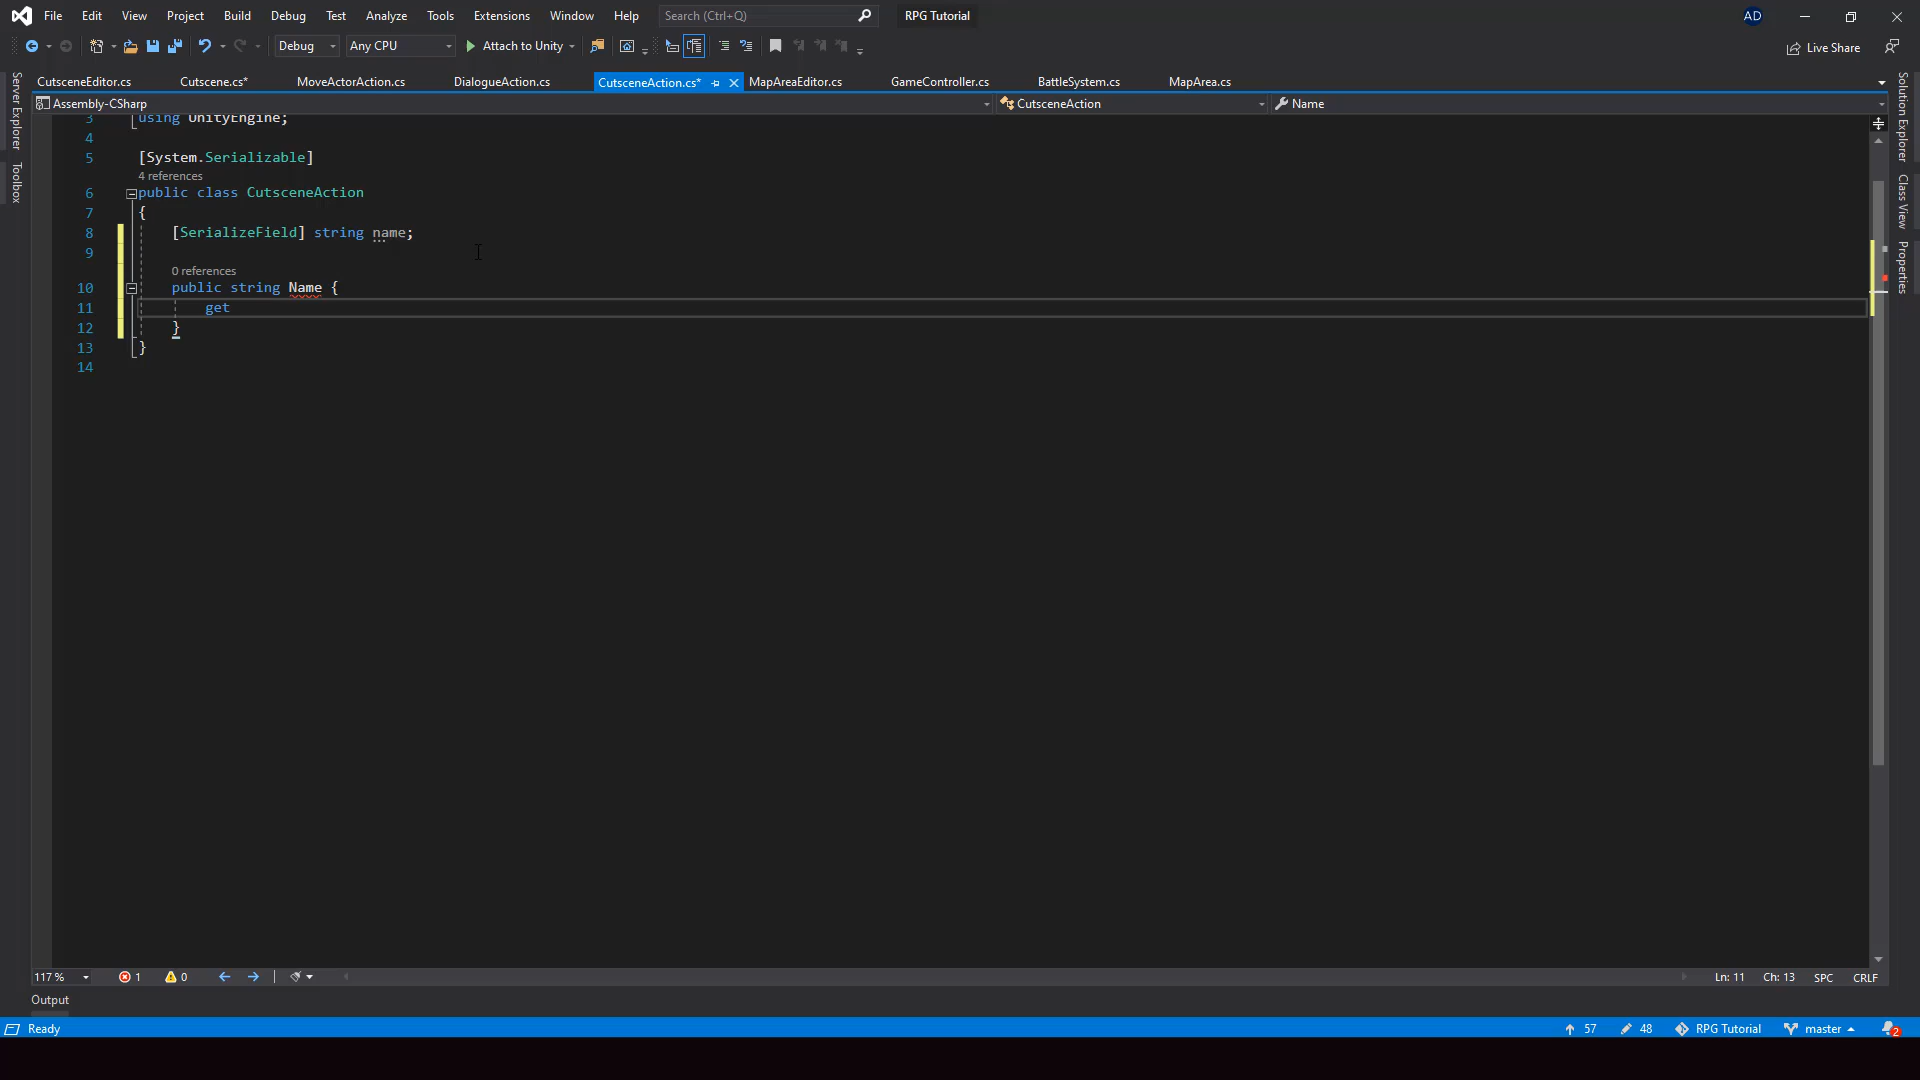 File Edit View Project Build Debug Test Analyze Tools Extensions Window Help Search (Ctrl+Q) RPG Tutorial AD
Debug Any CPU Attach to Unity Live Share
CutsceneEditor.cs Cutscene.cs* MoveActorAction.cs DialogueAction.cs CutsceneAction.cs* MapAreaEditor.cs GameController.cs BattleSystem.cs MapArea.cs
Assembly-CSharp CutsceneAction Name
Server Explorer
Toolbox
Solution Explorer
Class View
Properties
3 using UnityEngine;
4
5 [System.Serializable]
4 references
6 public class CutsceneAction
7 {
8 [SerializeField] string name;
9
0 references
10 public string Name {
11 get
12 }
13 }
14
117 % 1 0 Ln: 11 Ch: 13 SPC CRLF
Output
Ready 57 48 RPG Tutorial master 2